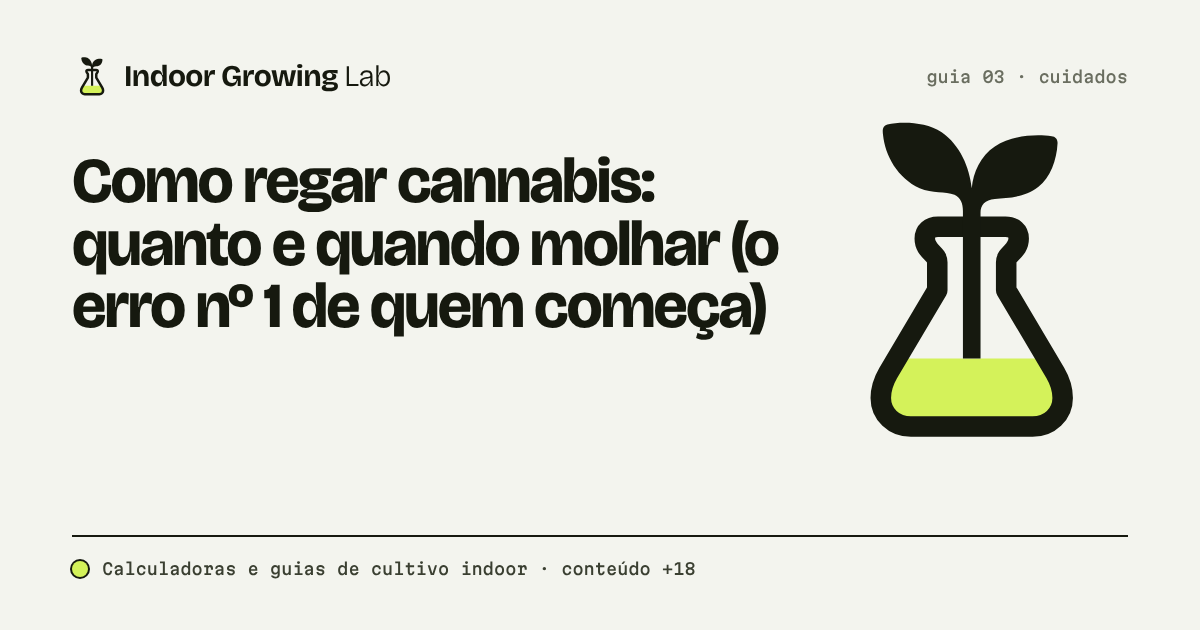 Indoor Growing Lab
guia 03 · cuidados
Como regar cannabis:
quanto e quando molhar (o
erro nº 1 de quem começa)
Calculadoras e guias de cultivo indoor · conteúdo +18